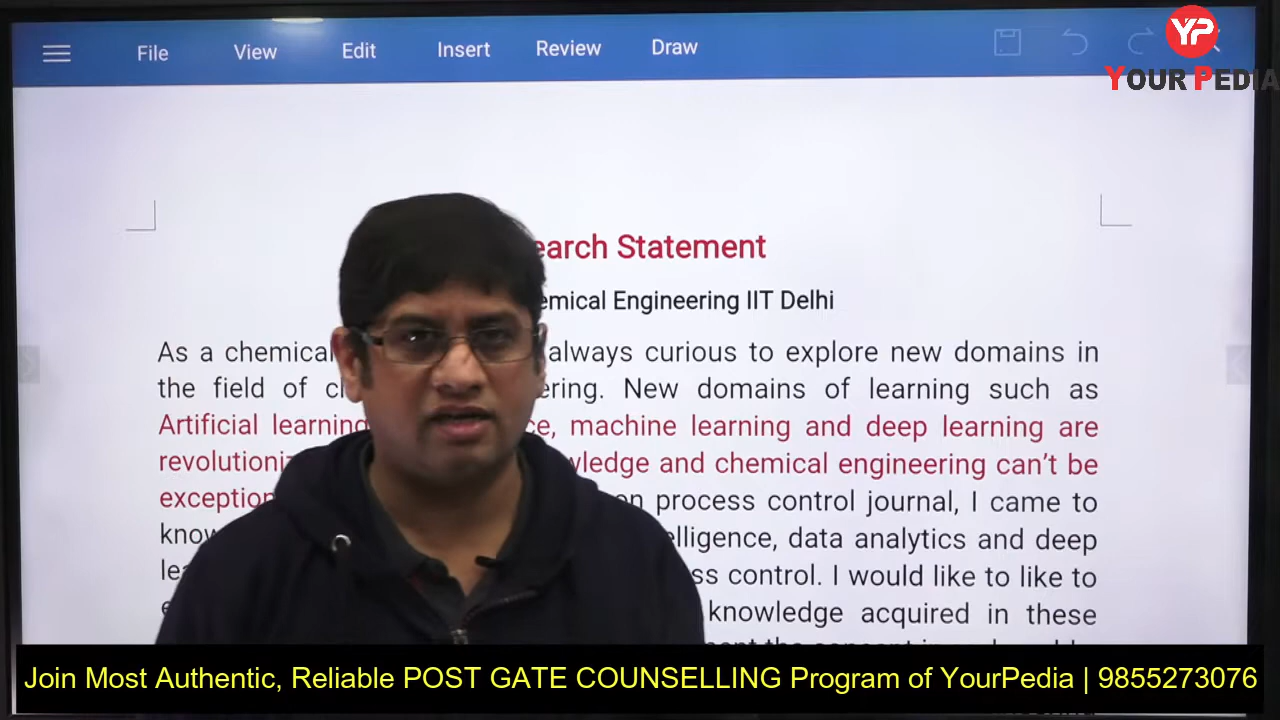 File View Edit Insert Review Draw
YP
YOUR PEDIA
earch Statement
emical Engineering IIT Delhi
As a chemical always curious to explore new domains in
the field of ering. New domains of learning such as
Artificial learning ce, machine learning and deep learning are
revolutioniz wledge and chemical engineering can't be
exception on process control journal, I came to
know elligence, data analytics and deep
lea ss control. I would like to like to
knowledge acquired in these
Join Most Authentic, Reliable POST GATE COUNSELLING Program of YourPedia | 9855273076